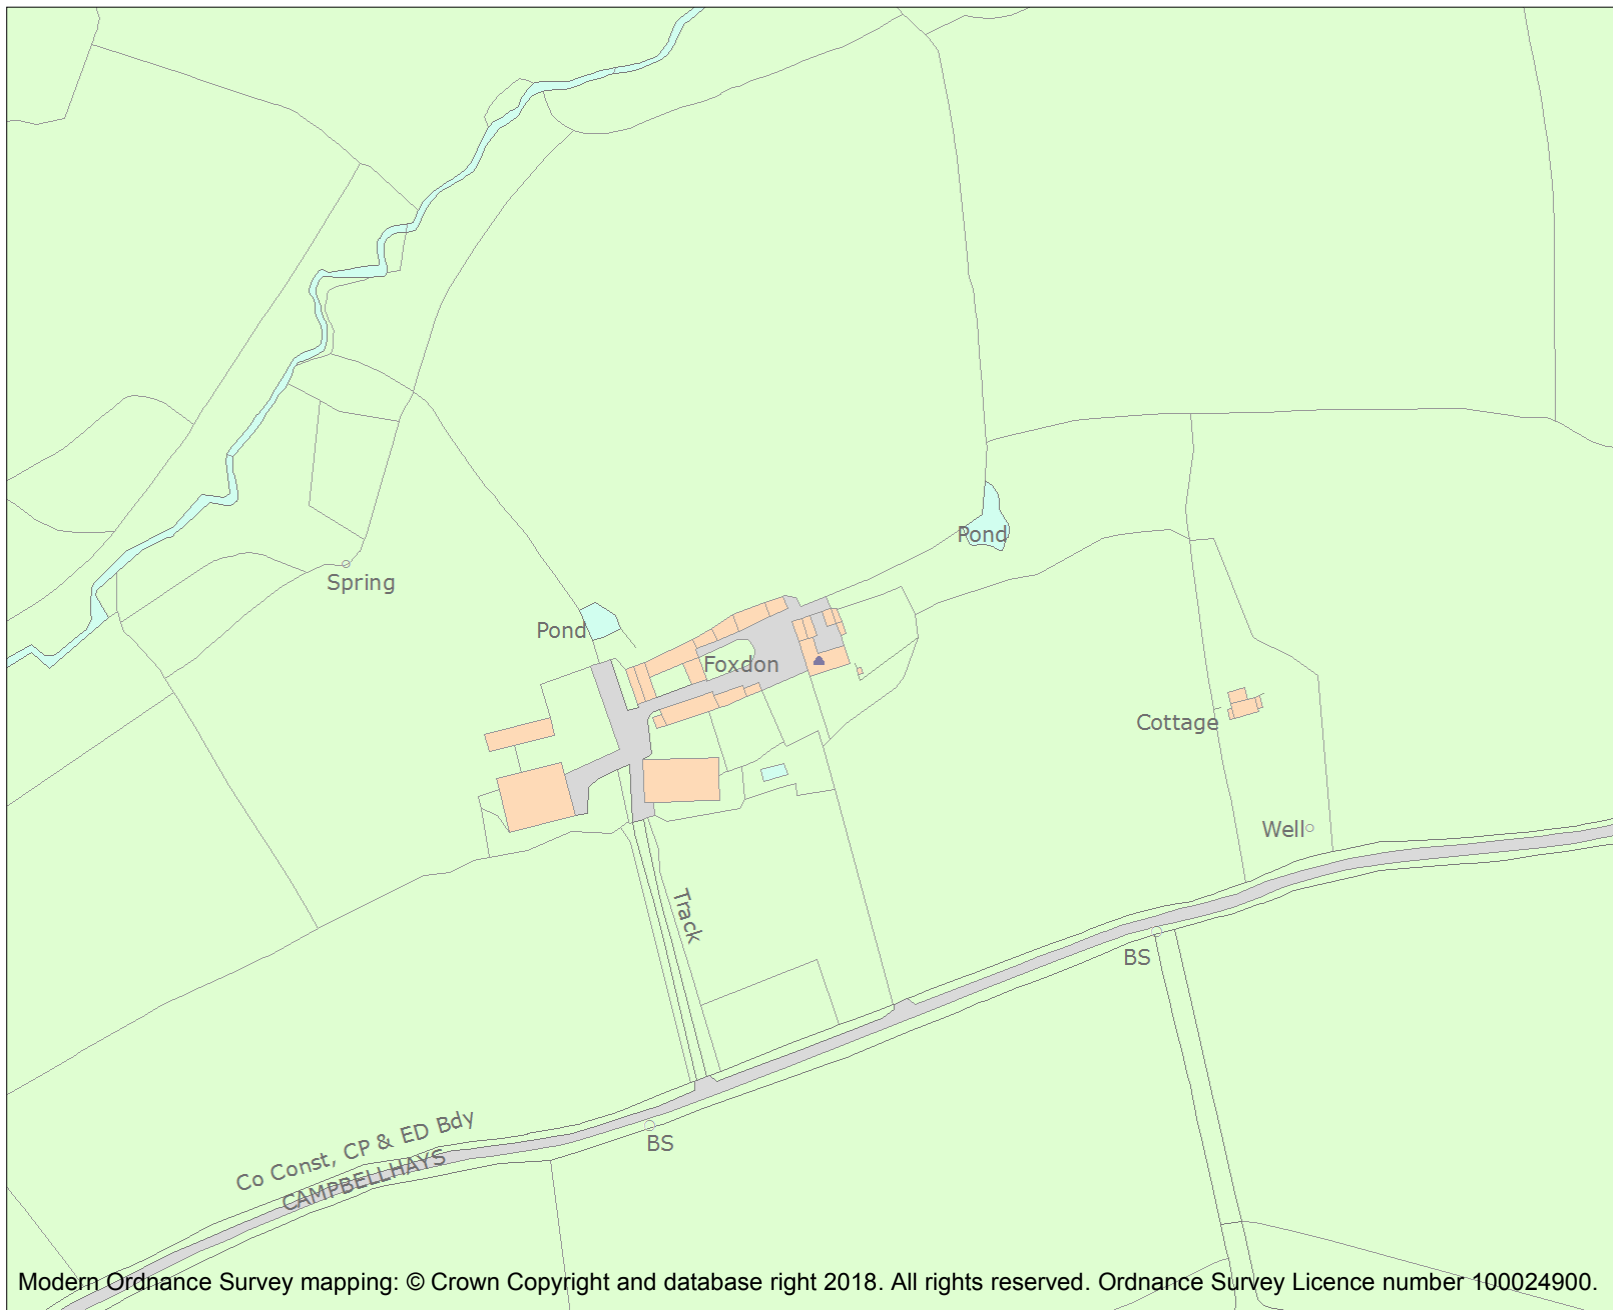 Pond
Spring
Pond
Foxdon
Cottage
Well
Track
BS
Co Const, CP & ED Bdy
BS
CAMPBELLHAYS
Modern Ordnance Survey mapping: © Crown Copyright and database right 2018. All rights reserved. Ordnance Survey Licence number 100024900.